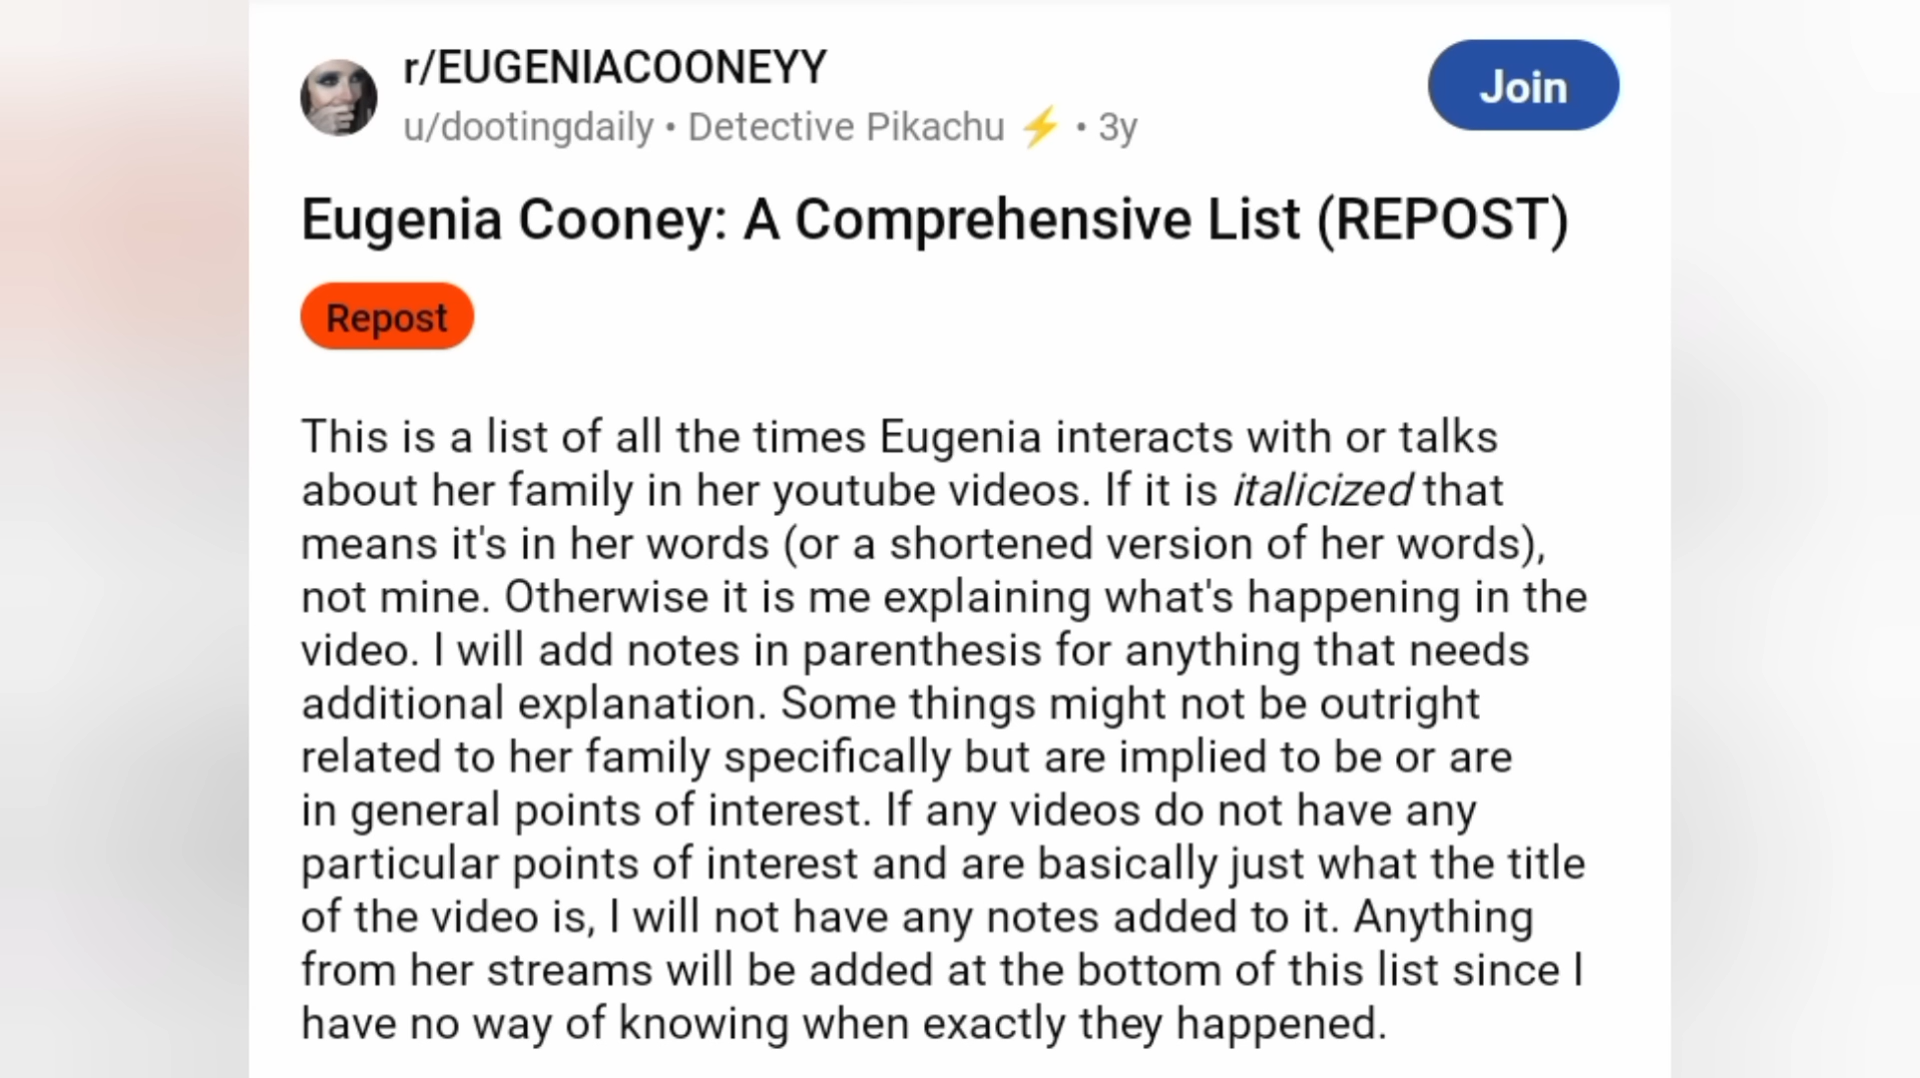 r/EUGENIACOONEYY
Join
u/dootingdaily • Detective Pikachu ⚡ • 3y
Eugenia Cooney: A Comprehensive List (REPOST)
Repost
This is a list of all the times Eugenia interacts with or talks
about her family in her youtube videos. If it is italicized that
means it's in her words (or a shortened version of her words),
not mine. Otherwise it is me explaining what's happening in the
video. I will add notes in parenthesis for anything that needs
additional explanation. Some things might not be outright
related to her family specifically but are implied to be or are
in general points of interest. If any videos do not have any
particular points of interest and are basically just what the title
of the video is, I will not have any notes added to it. Anything
from her streams will be added at the bottom of this list since I
have no way of knowing when exactly they happened.